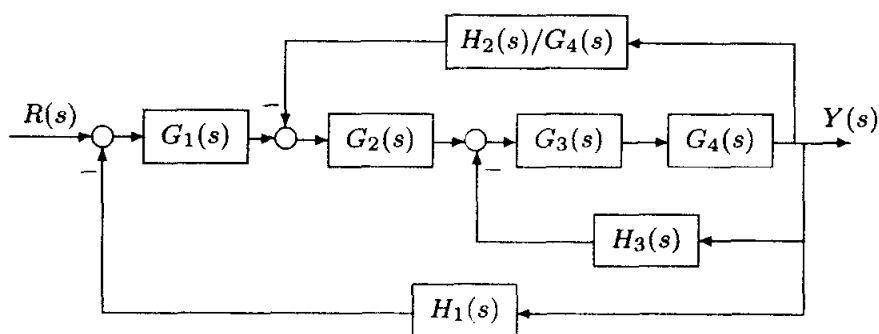 H₂(s)/G₄(s)
R(s)
G₁(s)
G₂(s)
G₃(s)
G₄(s)
Y(s)
−
−
−
H₃(s)
H₁(s)